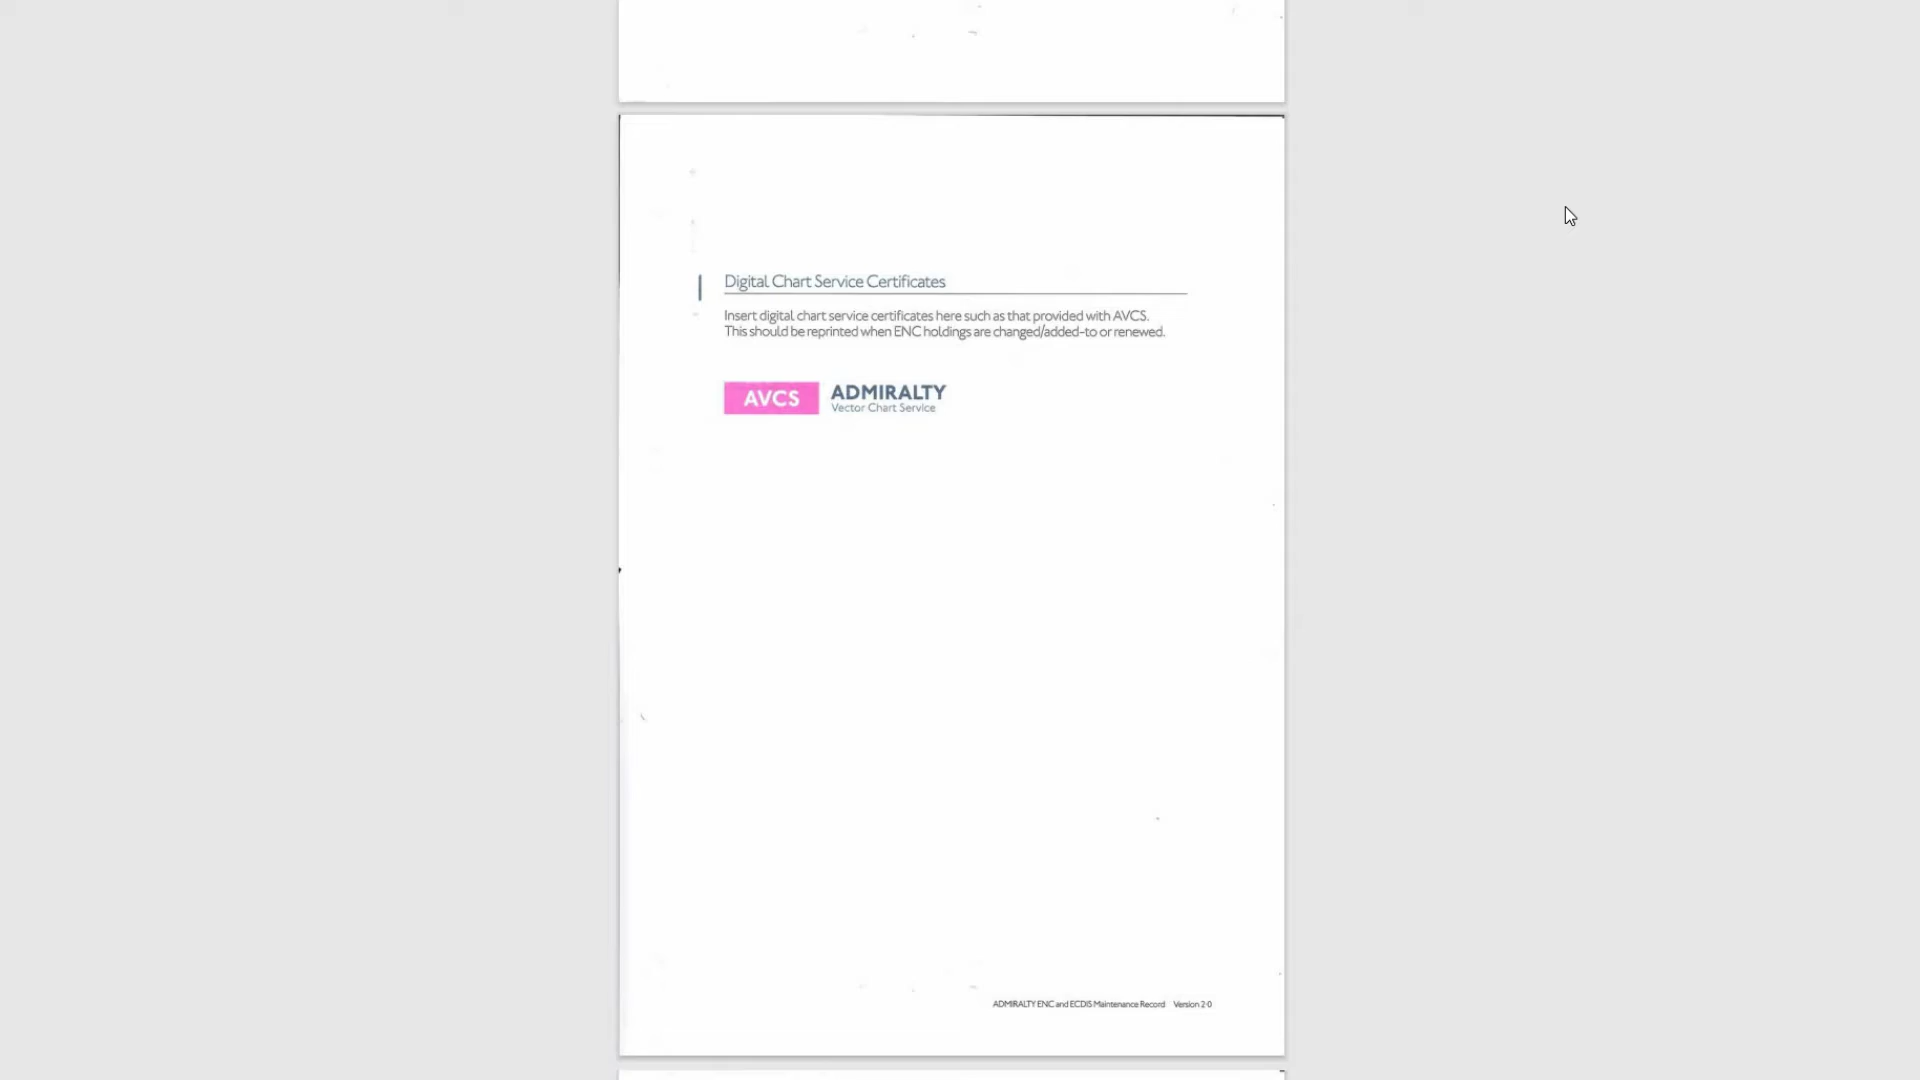 Digital Chart Service Certificates
Insert digital chart service certificates here such as that provided with AVCS.
This should be reprinted when ENC holdings are changed/added-to or renewed.
AVCS ADMIRALTY
Vector Chart Service
ADMIRALTY ENC and ECDIS Maintenance Record Version 2.0